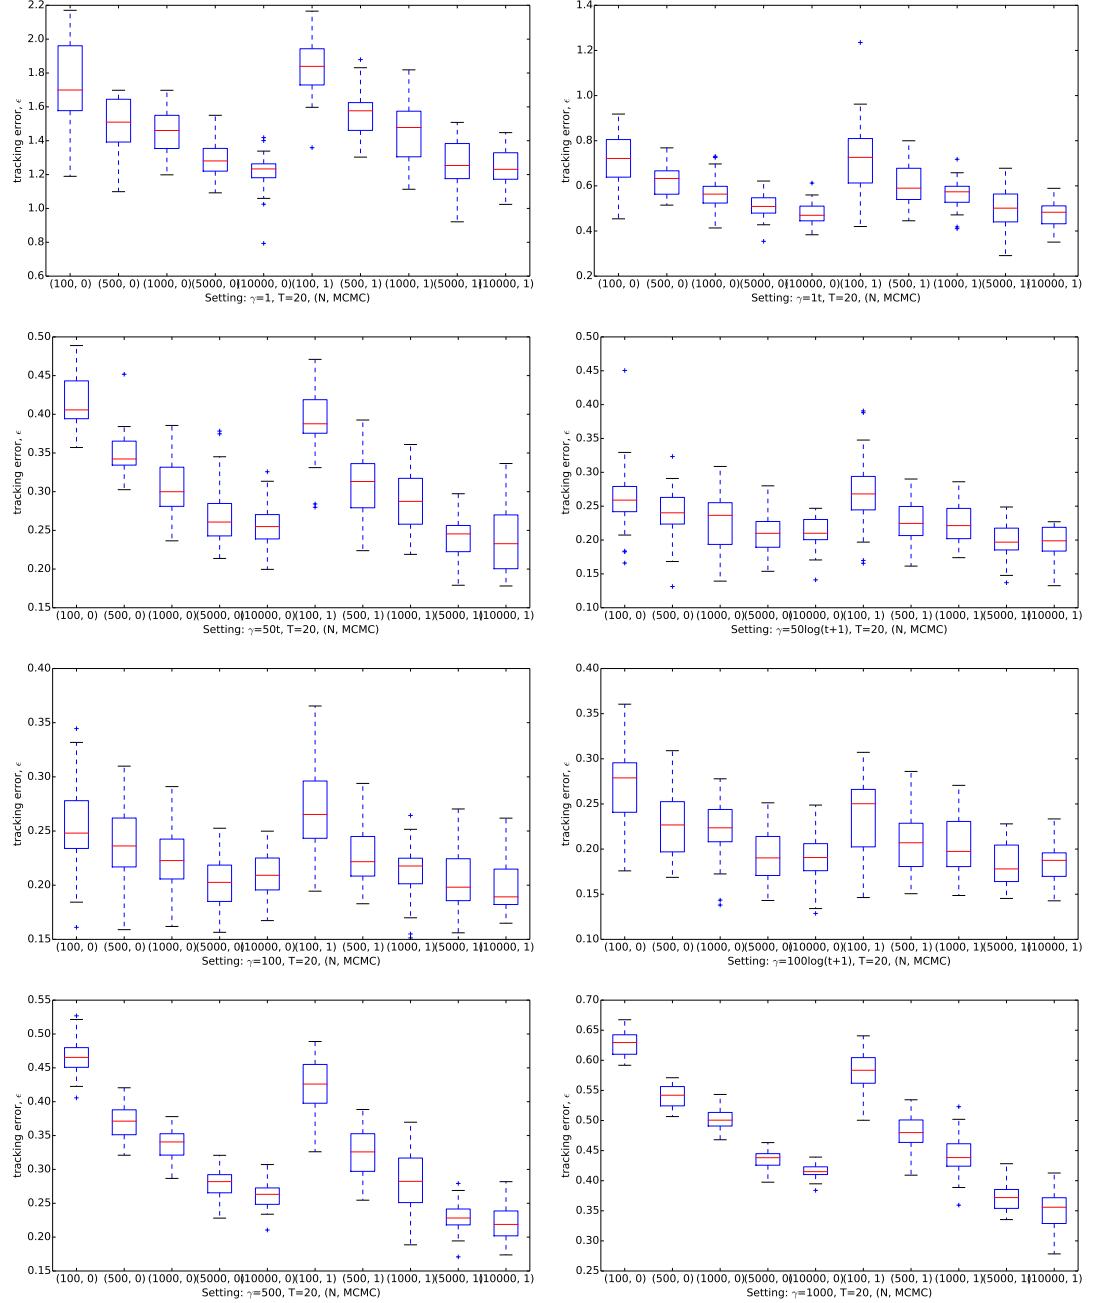 2.2
2.0
1.8
1.6
1.4
1.2
1.0
0.8
0.6
tracking error, ϵ
(100, 0) (500, 0) (1000, 0) (5000, 0) (10000, 0) (100, 1) (500, 1) (1000, 1) (5000, 1) (10000, 1)
Setting: γ=1, T=20, (N, MCMC)
1.4
1.2
1.0
0.8
0.6
0.4
0.2
tracking error, ϵ
(100, 0) (500, 0) (1000, 0) (5000, 0) (10000, 0) (100, 1) (500, 1) (1000, 1) (5000, 1) (10000, 1)
Setting: γ=1t, T=20, (N, MCMC)
0.50
0.45
0.40
0.35
0.30
0.25
0.20
0.15
tracking error, ϵ
(100, 0) (500, 0) (1000, 0) (5000, 0) (10000, 0) (100, 1) (500, 1) (1000, 1) (5000, 1) (10000, 1)
Setting: γ=50t, T=20, (N, MCMC)
0.50
0.45
0.40
0.35
0.30
0.25
0.20
0.15
0.10
tracking error, ϵ
(100, 0) (500, 0) (1000, 0) (5000, 0) (10000, 0) (100, 1) (500, 1) (1000, 1) (5000, 1) (10000, 1)
Setting: γ=50log(t+1), T=20, (N, MCMC)
0.40
0.35
0.30
0.25
0.20
0.15
tracking error, ϵ
(100, 0) (500, 0) (1000, 0) (5000, 0) (10000, 0) (100, 1) (500, 1) (1000, 1) (5000, 1) (10000, 1)
Setting: γ=100, T=20, (N, MCMC)
0.40
0.35
0.30
0.25
0.20
0.15
0.10
tracking error, ϵ
(100, 0) (500, 0) (1000, 0) (5000, 0) (10000, 0) (100, 1) (500, 1) (1000, 1) (5000, 1) (10000, 1)
Setting: γ=100log(t+1), T=20, (N, MCMC)
0.55
0.50
0.45
0.40
0.35
0.30
0.25
0.20
0.15
tracking error, ϵ
(100, 0) (500, 0) (1000, 0) (5000, 0) (10000, 0) (100, 1) (500, 1) (1000, 1) (5000, 1) (10000, 1)
Setting: γ=500, T=20, (N, MCMC)
0.70
0.65
0.60
0.55
0.50
0.45
0.40
0.35
0.30
0.25
tracking error, ϵ
(100, 0) (500, 0) (1000, 0) (5000, 0) (10000, 0) (100, 1) (500, 1) (1000, 1) (5000, 1) (10000, 1)
Setting: γ=1000, T=20, (N, MCMC)